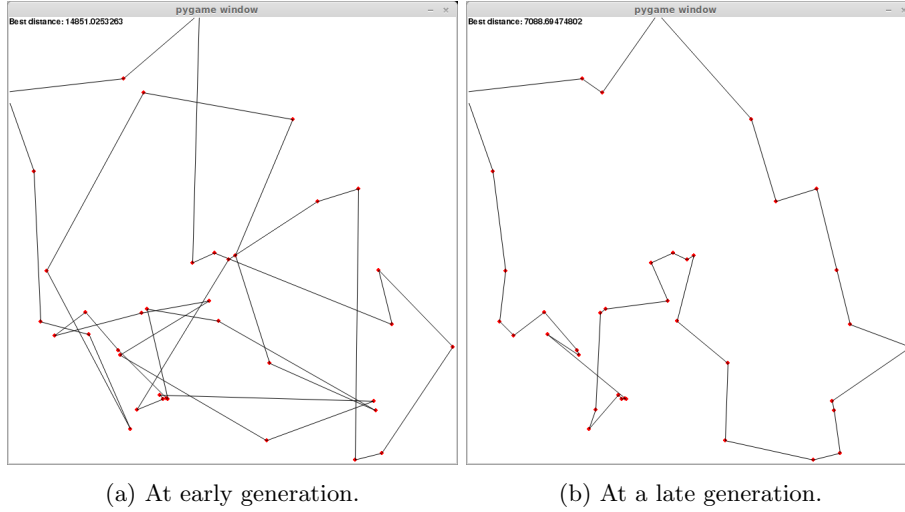 pygame window
Best distance: 14851.0253263
pygame window
Best distance: 7088.69474802
(a) At early generation.
(b) At a late generation.